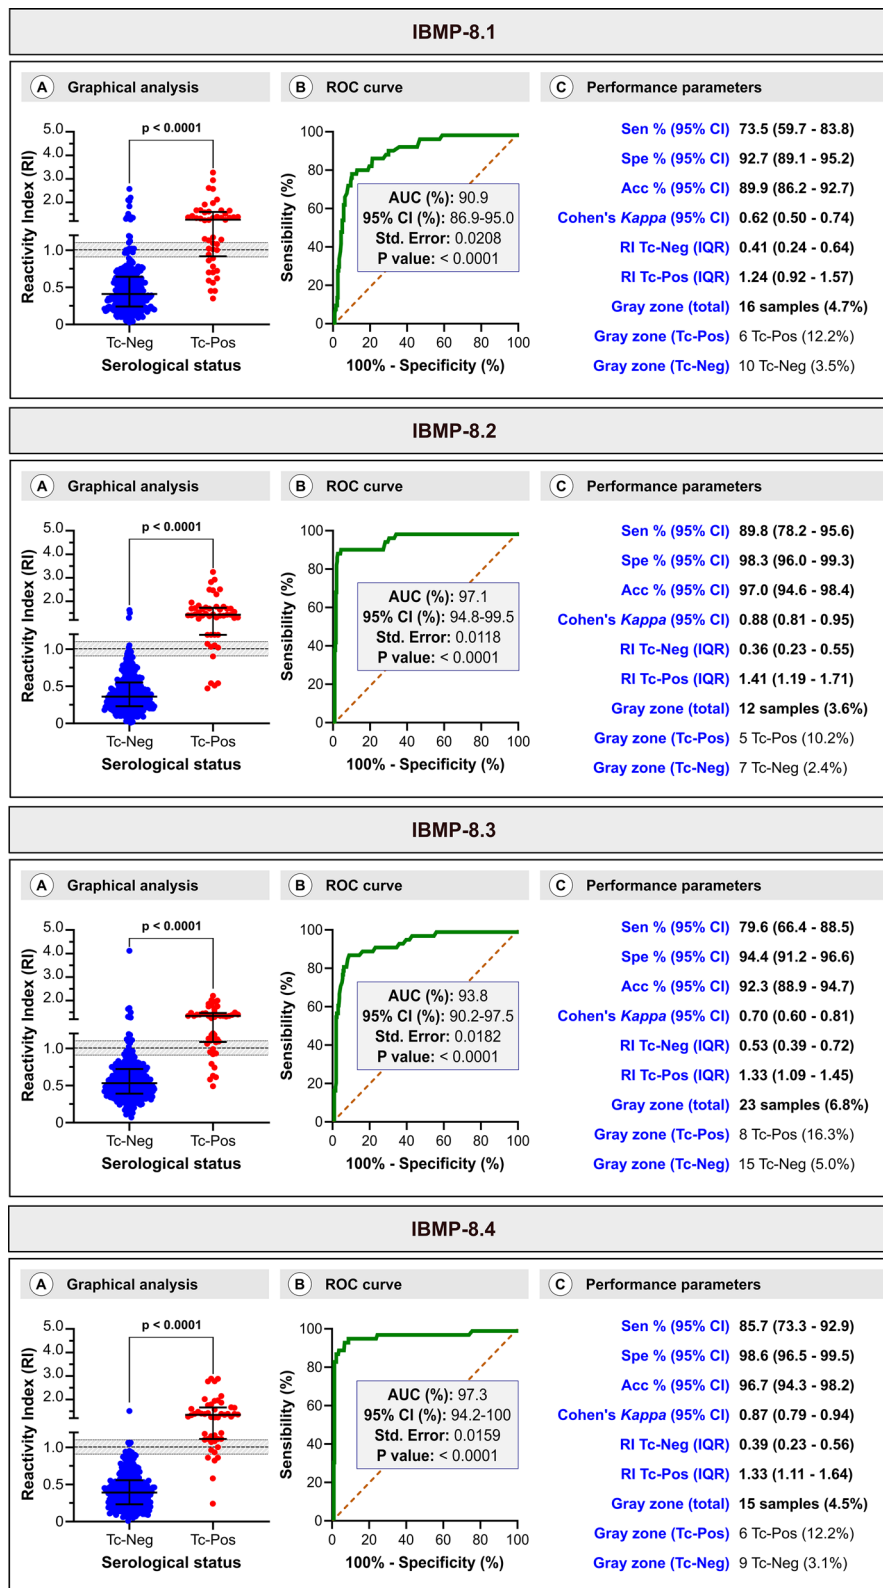 IBMP-8.1
A Graphical analysis
p < 0.0001
Reactivity Index (RI)
5.0
3.0
2.0
1.0
0.5
0
Tc-Neg Tc-Pos
Serological status
B ROC curve
Sensibility (%)
100
80
60
40
20
0
AUC (%): 90.9
95% CI (%): 86.9-95.0
Std. Error: 0.0208
P value: < 0.0001
0 20 40 60 80 100
100% - Specificity (%)
C Performance parameters
Sen % (95% CI) 73.5 (59.7 - 83.8)
Spe % (95% CI) 92.7 (89.1 - 95.2)
Acc % (95% CI) 89.9 (86.2 - 92.7)
Cohen's Kappa (95% CI) 0.62 (0.50 - 0.74)
RI Tc-Neg (IQR) 0.41 (0.24 - 0.64)
RI Tc-Pos (IQR) 1.24 (0.92 - 1.57)
Gray zone (total) 16 samples (4.7%)
Gray zone (Tc-Pos) 6 Tc-Pos (12.2%)
Gray zone (Tc-Neg) 10 Tc-Neg (3.5%)
IBMP-8.2
A Graphical analysis
p < 0.0001
Reactivity Index (RI)
5.0
3.0
2.0
1.0
0.5
0
Tc-Neg Tc-Pos
Serological status
B ROC curve
Sensibility (%)
100
80
60
40
20
0
AUC (%): 97.1
95% CI (%): 94.8-99.5
Std. Error: 0.0118
P value: < 0.0001
0 20 40 60 80 100
100% - Specificity (%)
C Performance parameters
Sen % (95% CI) 89.8 (78.2 - 95.6)
Spe % (95% CI) 98.3 (96.0 - 99.3)
Acc % (95% CI) 97.0 (94.6 - 98.4)
Cohen's Kappa (95% CI) 0.88 (0.81 - 0.95)
RI Tc-Neg (IQR) 0.36 (0.23 - 0.55)
RI Tc-Pos (IQR) 1.41 (1.19 - 1.71)
Gray zone (total) 12 samples (3.6%)
Gray zone (Tc-Pos) 5 Tc-Pos (10.2%)
Gray zone (Tc-Neg) 7 Tc-Neg (2.4%)
IBMP-8.3
A Graphical analysis
p < 0.0001
Reactivity Index (RI)
5.0
3.0
2.0
1.0
0.5
0
Tc-Neg Tc-Pos
Serological status
B ROC curve
Sensibility (%)
100
80
60
40
20
0
AUC (%): 93.8
95% CI (%): 90.2-97.5
Std. Error: 0.0182
P value: < 0.0001
0 20 40 60 80 100
100% - Specificity (%)
C Performance parameters
Sen % (95% CI) 79.6 (66.4 - 88.5)
Spe % (95% CI) 94.4 (91.2 - 96.6)
Acc % (95% CI) 92.3 (88.9 - 94.7)
Cohen's Kappa (95% CI) 0.70 (0.60 - 0.81)
RI Tc-Neg (IQR) 0.53 (0.39 - 0.72)
RI Tc-Pos (IQR) 1.33 (1.09 - 1.45)
Gray zone (total) 23 samples (6.8%)
Gray zone (Tc-Pos) 8 Tc-Pos (16.3%)
Gray zone (Tc-Neg) 15 Tc-Neg (5.0%)
IBMP-8.4
A Graphical analysis
p < 0.0001
Reactivity Index (RI)
5.0
3.0
2.0
1.0
0.5
0
Tc-Neg Tc-Pos
Serological status
B ROC curve
Sensibility (%)
100
80
60
40
20
0
AUC (%): 97.3
95% CI (%): 94.2-100
Std. Error: 0.0159
P value: < 0.0001
0 20 40 60 80 100
100% - Specificity (%)
C Performance parameters
Sen % (95% CI) 85.7 (73.3 - 92.9)
Spe % (95% CI) 98.6 (96.5 - 99.5)
Acc % (95% CI) 96.7 (94.3 - 98.2)
Cohen's Kappa (95% CI) 0.87 (0.79 - 0.94)
RI Tc-Neg (IQR) 0.39 (0.23 - 0.56)
RI Tc-Pos (IQR) 1.33 (1.11 - 1.64)
Gray zone (total) 15 samples (4.5%)
Gray zone (Tc-Pos) 6 Tc-Pos (12.2%)
Gray zone (Tc-Neg) 9 Tc-Neg (3.1%)